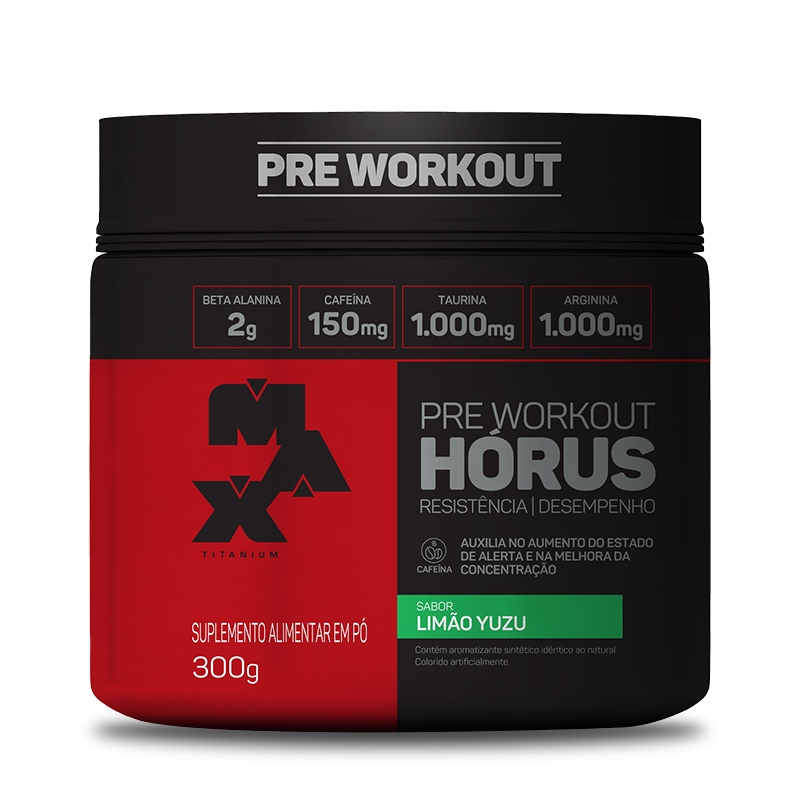 PRE WORKOUT
BETA ALANINA
2g
CAFEÍNA
150mg
TAURINA
1.000mg
ARGININA
1.000mg
MAX
TITANIUM
PRE WORKOUT
HÓRUS
RESISTÊNCIA | DESEMPENHO
CAFEÍNA
AUXILIA NO AUMENTO DO ESTADO
DE ALERTA E NA MELHORA DA
CONCENTRAÇÃO
SABOR
LIMÃO YUZU
Contém aromatizante sintético idêntico ao natural.
Colorido artificialmente.
SUPLEMENTO ALIMENTAR EM PÓ
300g